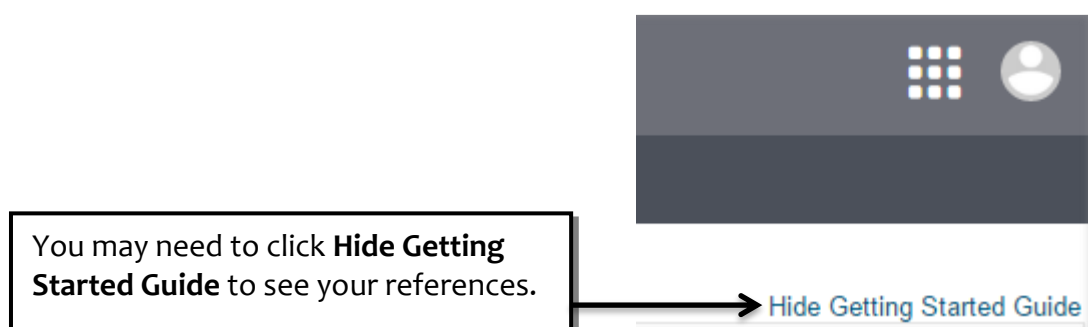 You may need to click Hide Getting
Started Guide to see your references.
Hide Getting Started Guide